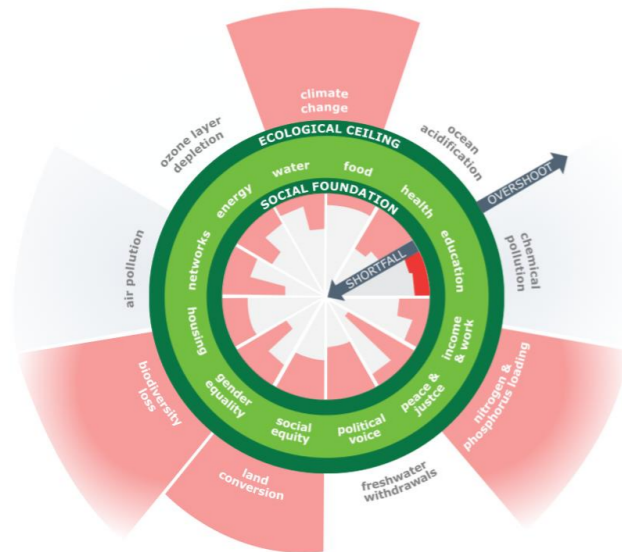 climate
change
ozone layer
depletion
ocean
acidification
ECOLOGICAL CEILING
OVERSHOOT
water
food
energy
health
SOCIAL FOUNDATION
networks
education
SHORTFALL
air pollution
chemical
pollution
housing
income
& work
gender
equality
peace &
justce
social
equity
political
voice
biodiversity
loss
nitrogen &
phosphorus loading
land
conversion
freshwater
withdrawals